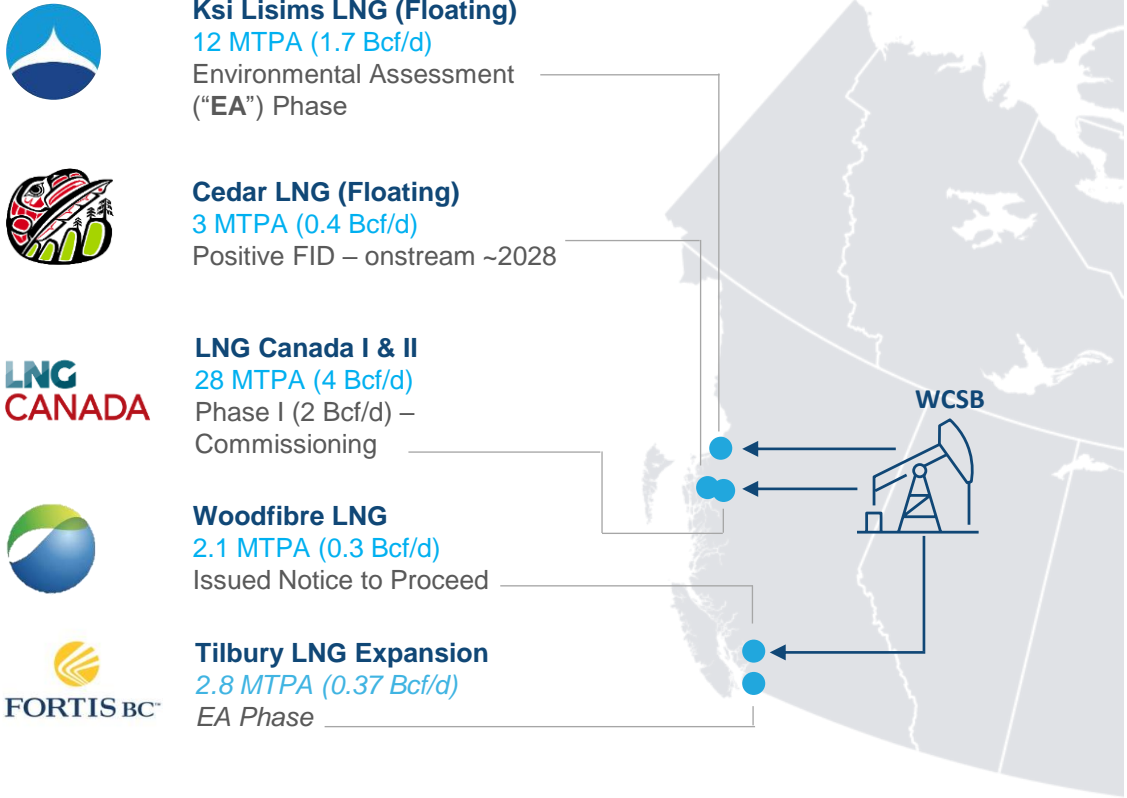 Ksi Lisims LNG (Floating)
12 MTPA (1.7 Bcf/d)
Environmental Assessment
(“EA”) Phase
Cedar LNG (Floating)
3 MTPA (0.4 Bcf/d)
Positive FID – onstream ~2028
LNG
CANADA
LNG Canada I & II
28 MTPA (4 Bcf/d)
Phase I (2 Bcf/d) –
Commissioning
WCSB
Woodfibre LNG
2.1 MTPA (0.3 Bcf/d)
Issued Notice to Proceed
FORTIS BC™
Tilbury LNG Expansion
2.8 MTPA (0.37 Bcf/d)
EA Phase